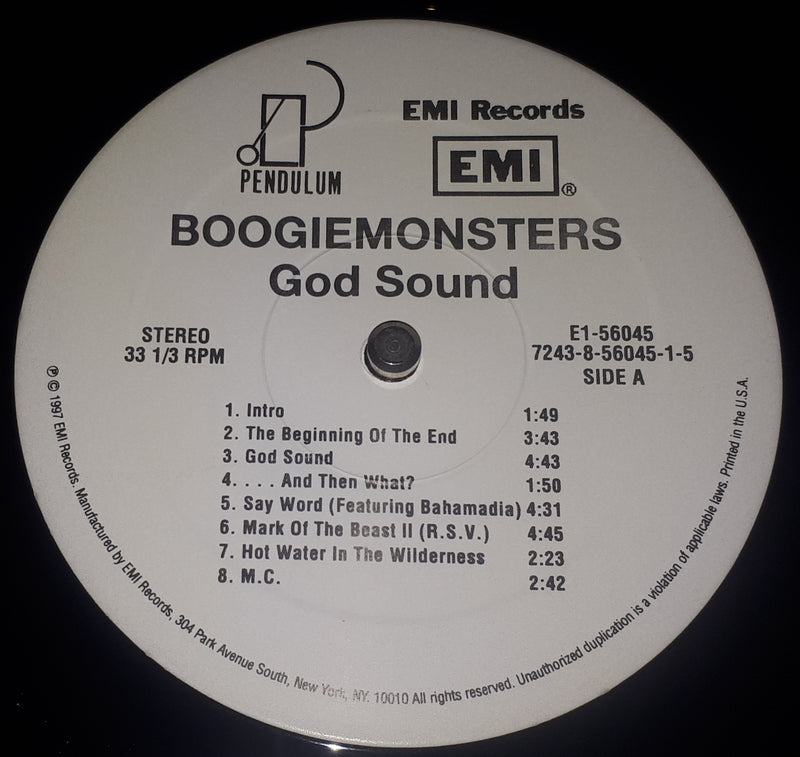 PENDULUM
EMI Records
EMI®
BOOGIEMONSTERS
God Sound
STEREO
33 1/3 RPM
E1-56045
7243-8-56045-1-5
SIDE A
1. Intro 1:49
2. The Beginning Of The End 3:43
3. God Sound 4:43
4. . . . And Then What? 1:50
5. Say Word (Featuring Bahamadia) 4:31
6. Mark Of The Beast II (R.S.V.) 4:45
7. Hot Water In The Wilderness 2:23
8. M.C. 2:42
℗ © 1997 EMI Records. Manufactured by EMI Records, 304 Park Avenue South, New York, NY. 10010 All rights reserved. Unauthorized duplication is a violation of applicable laws. Printed in the U.S.A.